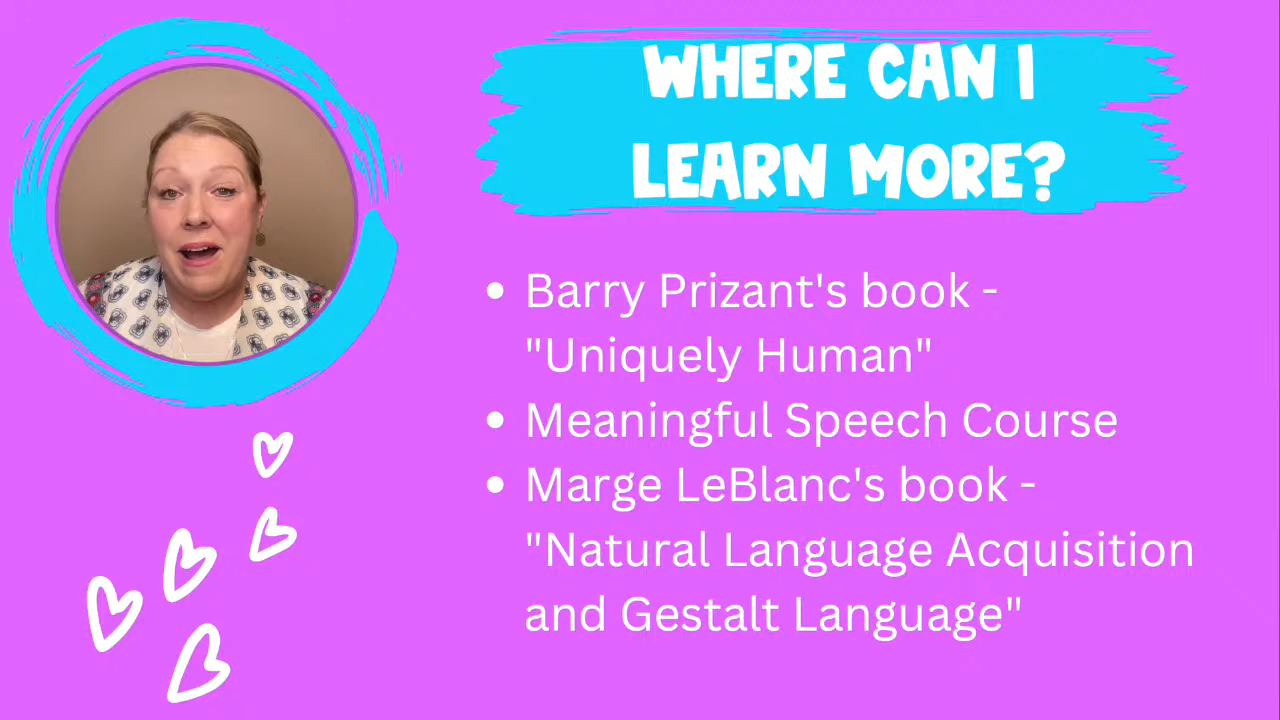 WHERE CAN I
LEARN MORE?
• Barry Prizant's book -
"Uniquely Human"
• Meaningful Speech Course
• Marge LeBlanc's book -
"Natural Language Acquisition
and Gestalt Language"